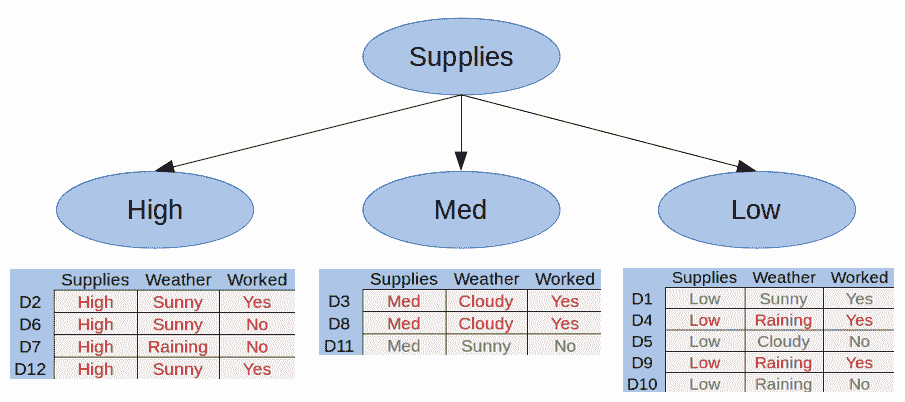 Supplies
High Med Low
Supplies Weather Worked
D2 High Sunny Yes
D6 High Sunny No
D7 High Raining No
D12 High Sunny Yes
Supplies Weather Worked
D3 Med Cloudy Yes
D8 Med Cloudy Yes
D11 Med Sunny No
Supplies Weather Worked
D1 Low Sunny Yes
D4 Low Raining Yes
D5 Low Cloudy No
D9 Low Raining Yes
D10 Low Raining No